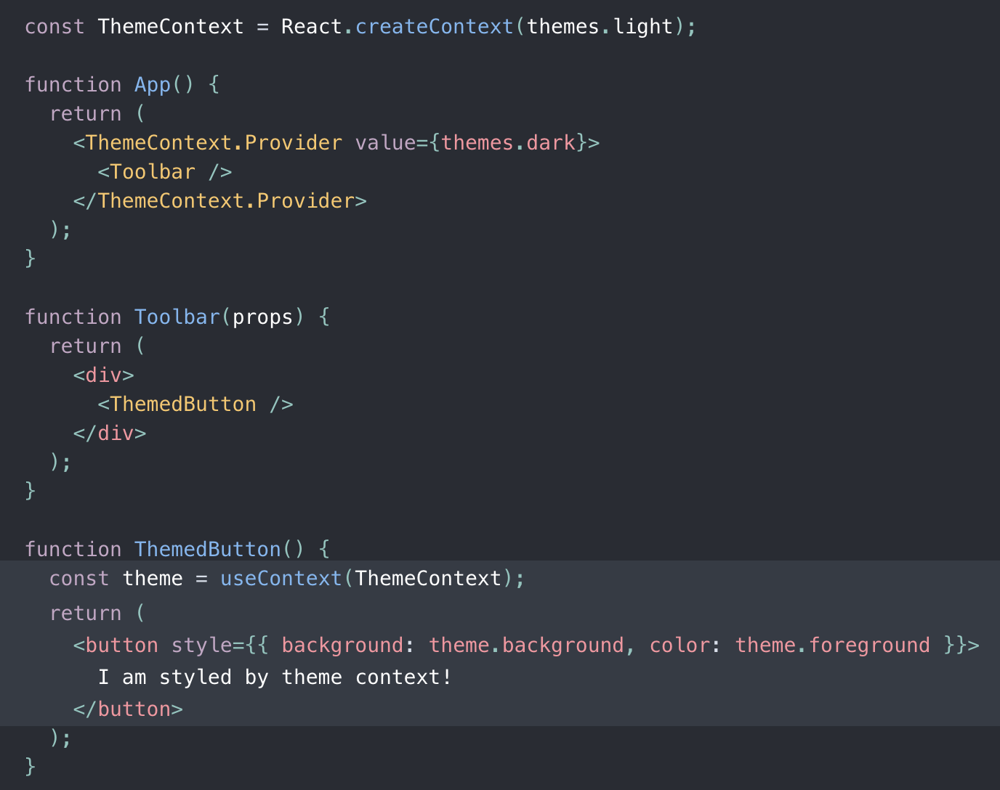 const ThemeContext = React.createContext(themes.light);

function App() {
  return (
    <ThemeContext.Provider value={themes.dark}>
      <Toolbar />
    </ThemeContext.Provider>
  );
}

function Toolbar(props) {
  return (
    <div>
      <ThemedButton />
    </div>
  );
}

function ThemedButton() {
  const theme = useContext(ThemeContext);
  return (
    <button style={{ background: theme.background, color: theme.foreground }}>
      I am styled by theme context!
    </button>
  );
}